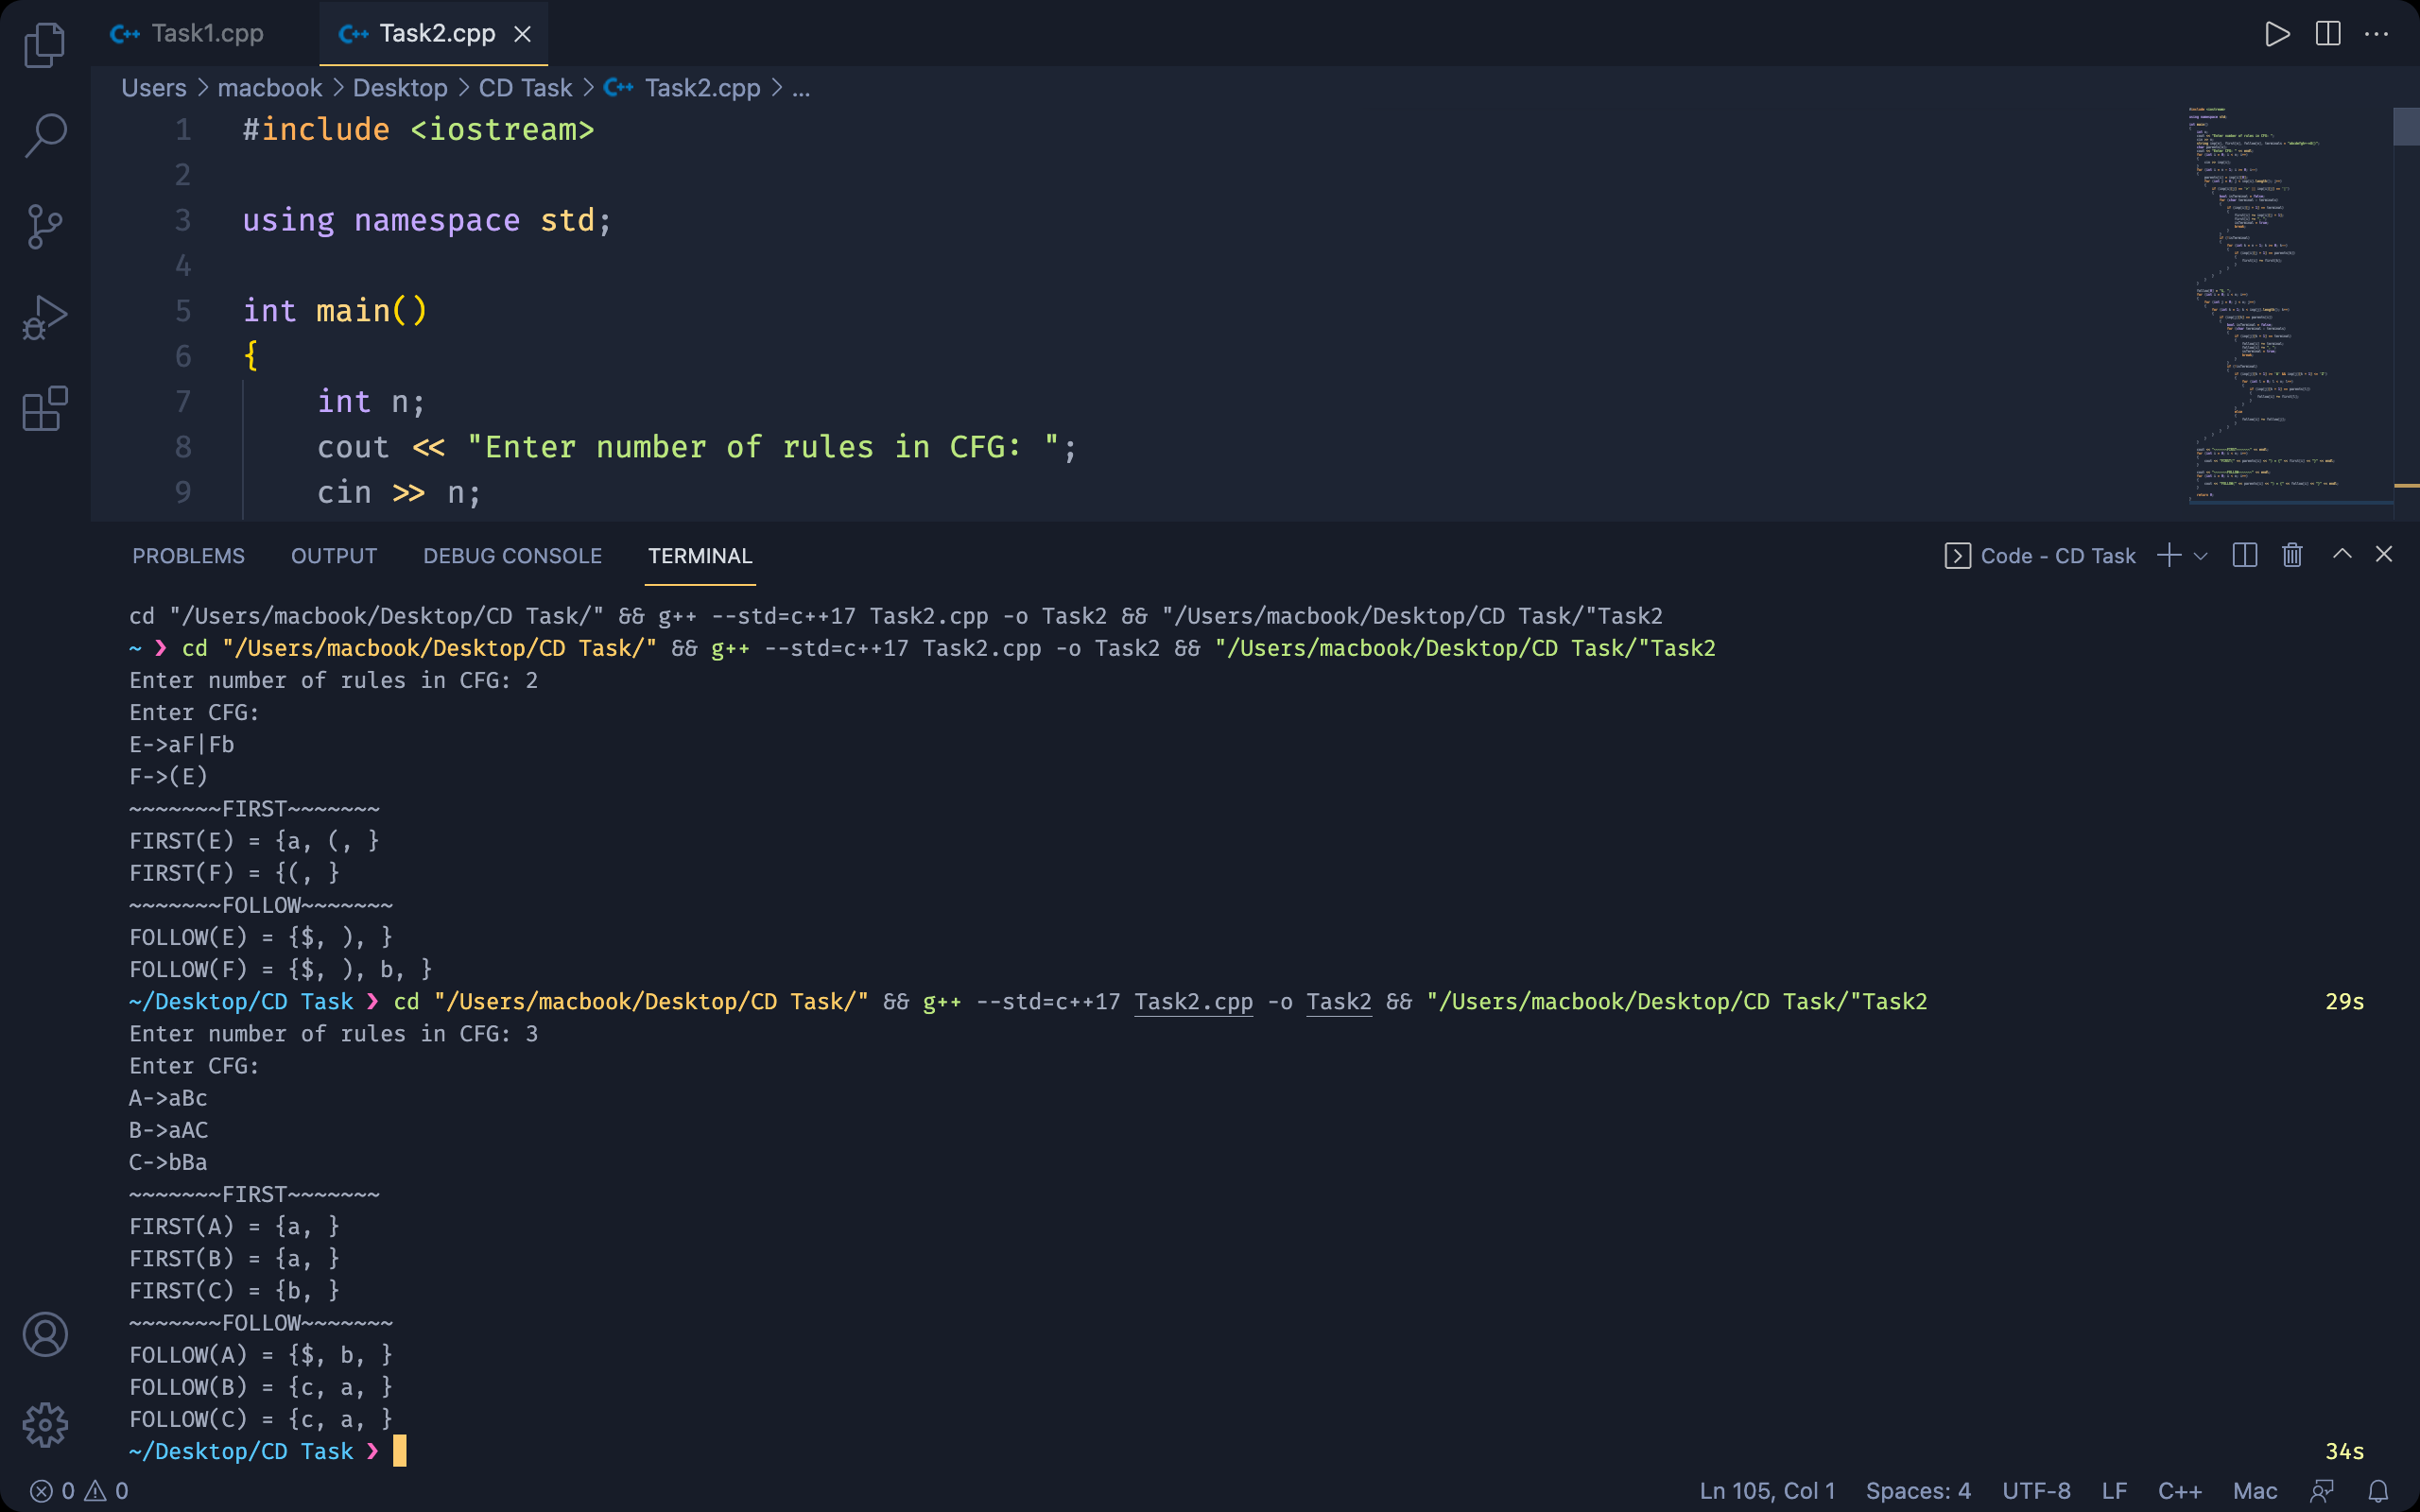 C++ Task1.cpp
C++ Task2.cpp
Users > macbook > Desktop > CD Task > C++ Task2.cpp > ...
1 #include <iostream>
2
3 using namespace std;
4
5 int main()
6 {
7 int n;
8 cout << "Enter number of rules in CFG: ";
9 cin >> n;
PROBLEMS OUTPUT DEBUG CONSOLE TERMINAL
Code - CD Task
cd "/Users/macbook/Desktop/CD Task/" && g++ --std=c++17 Task2.cpp -o Task2 && "/Users/macbook/Desktop/CD Task/"Task2
~ ❯ cd "/Users/macbook/Desktop/CD Task/" && g++ --std=c++17 Task2.cpp -o Task2 && "/Users/macbook/Desktop/CD Task/"Task2
Enter number of rules in CFG: 2
Enter CFG:
E->aF|Fb
F->(E)
~~~~~~~FIRST~~~~~~~
FIRST(E) = {a, (, }
FIRST(F) = {(, }
~~~~~~~FOLLOW~~~~~~~
FOLLOW(E) = {$, ), }
FOLLOW(F) = {$, ), b, }
~/Desktop/CD Task ❯ cd "/Users/macbook/Desktop/CD Task/" && g++ --std=c++17 Task2.cpp -o Task2 && "/Users/macbook/Desktop/CD Task/"Task2 29s
Enter number of rules in CFG: 3
Enter CFG:
A->aBc
B->aAC
C->bBa
~~~~~~~FIRST~~~~~~~
FIRST(A) = {a, }
FIRST(B) = {a, }
FIRST(C) = {b, }
~~~~~~~FOLLOW~~~~~~~
FOLLOW(A) = {$, b, }
FOLLOW(B) = {c, a, }
FOLLOW(C) = {c, a, }
~/Desktop/CD Task ❯ 34s
0 0
Ln 105, Col 1 Spaces: 4 UTF-8 LF C++ Mac